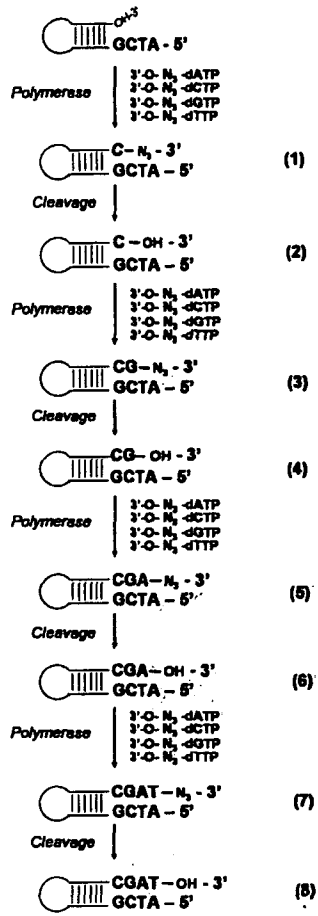 OH-3'
GCTA - 5'
Polymerase
3'-O- N3 -dATP
3'-O- N3 -dCTP
3'-O- N3 -dGTP
3'-O- N3 -dTTP
C- N3 - 3'
GCTA - 5'
(1)
Cleavage
C - OH - 3'
GCTA - 5'
(2)
Polymerase
3'-O- N3 -dATP
3'-O- N3 -dCTP
3'-O- N3 -dGTP
3'-O- N3 -dTTP
CG- N3 - 3'
GCTA - 5'
(3)
Cleavage
CG- OH - 3'
GCTA - 5'
(4)
Polymerase
3'-O- N3 -dATP
3'-O- N3 -dCTP
3'-O- N3 -dGTP
3'-O- N3 -dTTP
CGA- N3 - 3'
GCTA - 5'
(5)
Cleavage
CGA- OH - 3'
GCTA - 5'
(6)
Polymerase
3'-O- N3 -dATP
3'-O- N3 -dCTP
3'-O- N3 -dGTP
3'-O- N3 -dTTP
CGAT- N3 - 3'
GCTA - 5'
(7)
Cleavage
CGAT- OH - 3'
GCTA - 5'
(8)